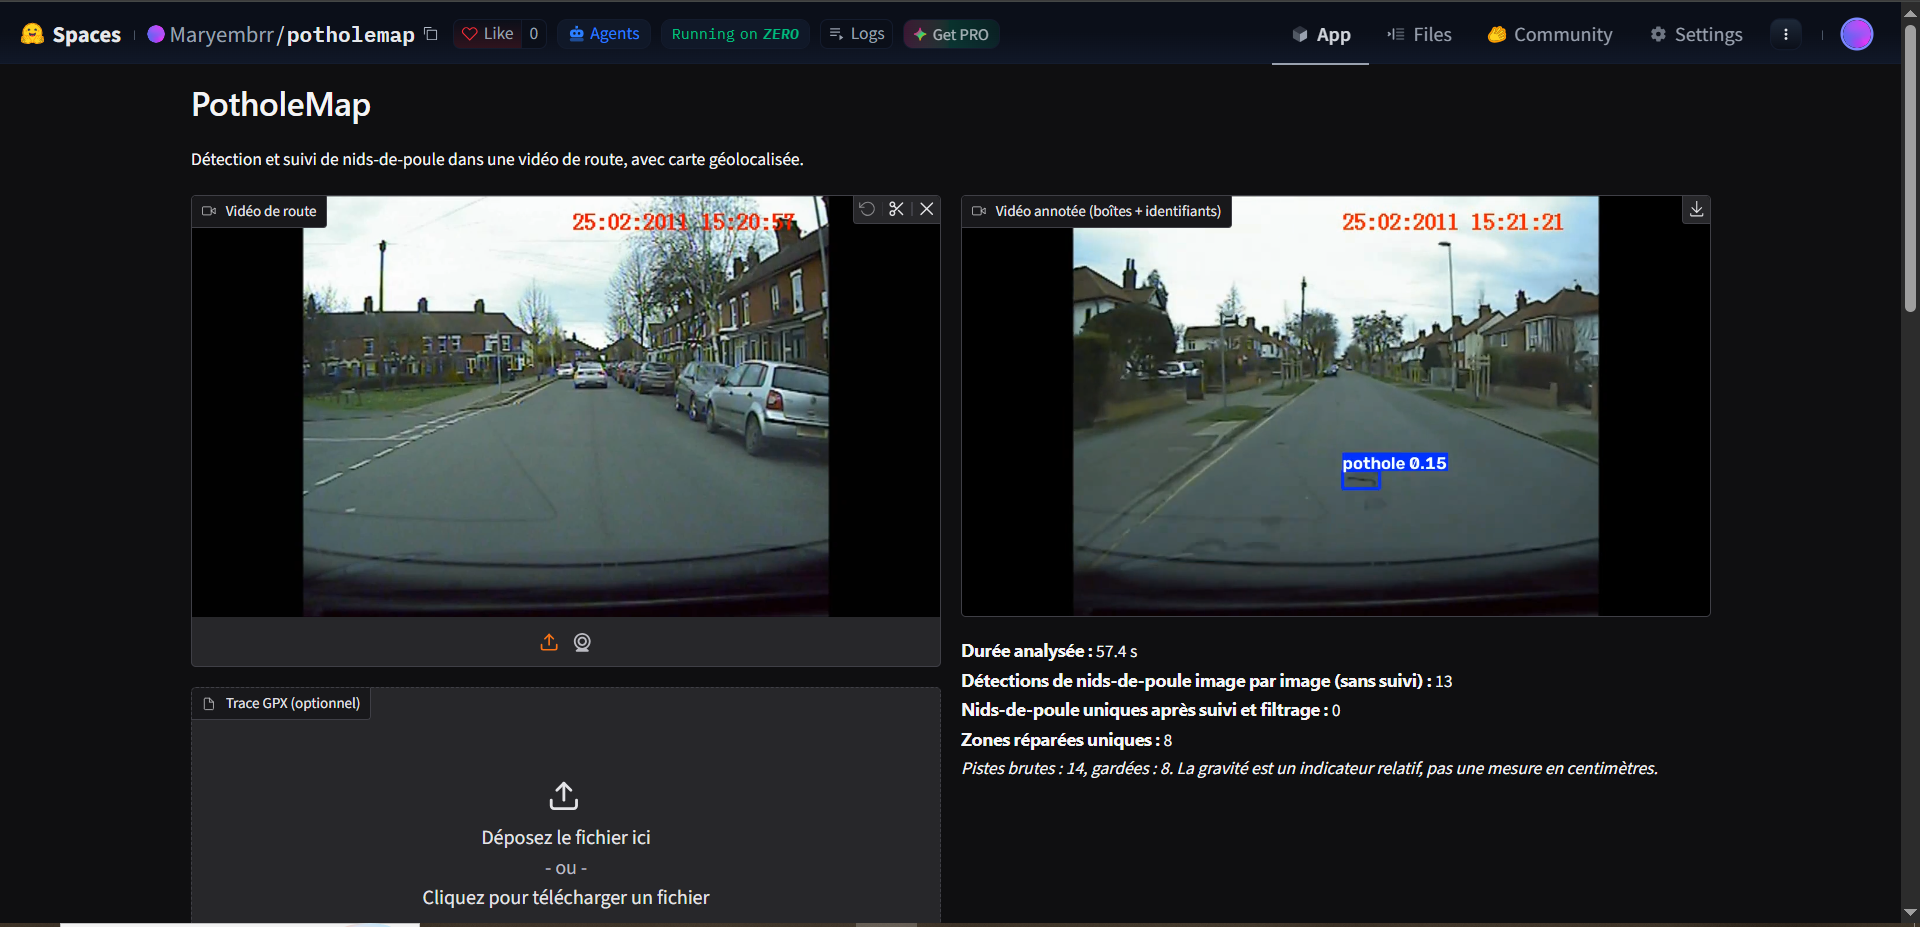 Spaces
Maryembrr/potholemap
Like 0
Agents
Running on ZERO
Logs
Get PRO
App
Files
Community
Settings
PotholeMap
Détection et suivi de nids-de-poule dans une vidéo de route, avec carte géolocalisée.
Vidéo de route
25:02:2011 15:20:57
Vidéo annotée (boîtes + identifiants)
25:02:2011 15:21:21
pothole 0.15
Durée analysée : 57.4 s
Détections de nids-de-poule image par image (sans suivi) : 13
Nids-de-poule uniques après suivi et filtrage : 0
Zones réparées uniques : 8
Pistes brutes : 14, gardées : 8. La gravité est un indicateur relatif, pas une mesure en centimètres.
Trace GPX (optionnel)
Déposez le fichier ici
- ou -
Cliquez pour télécharger un fichier